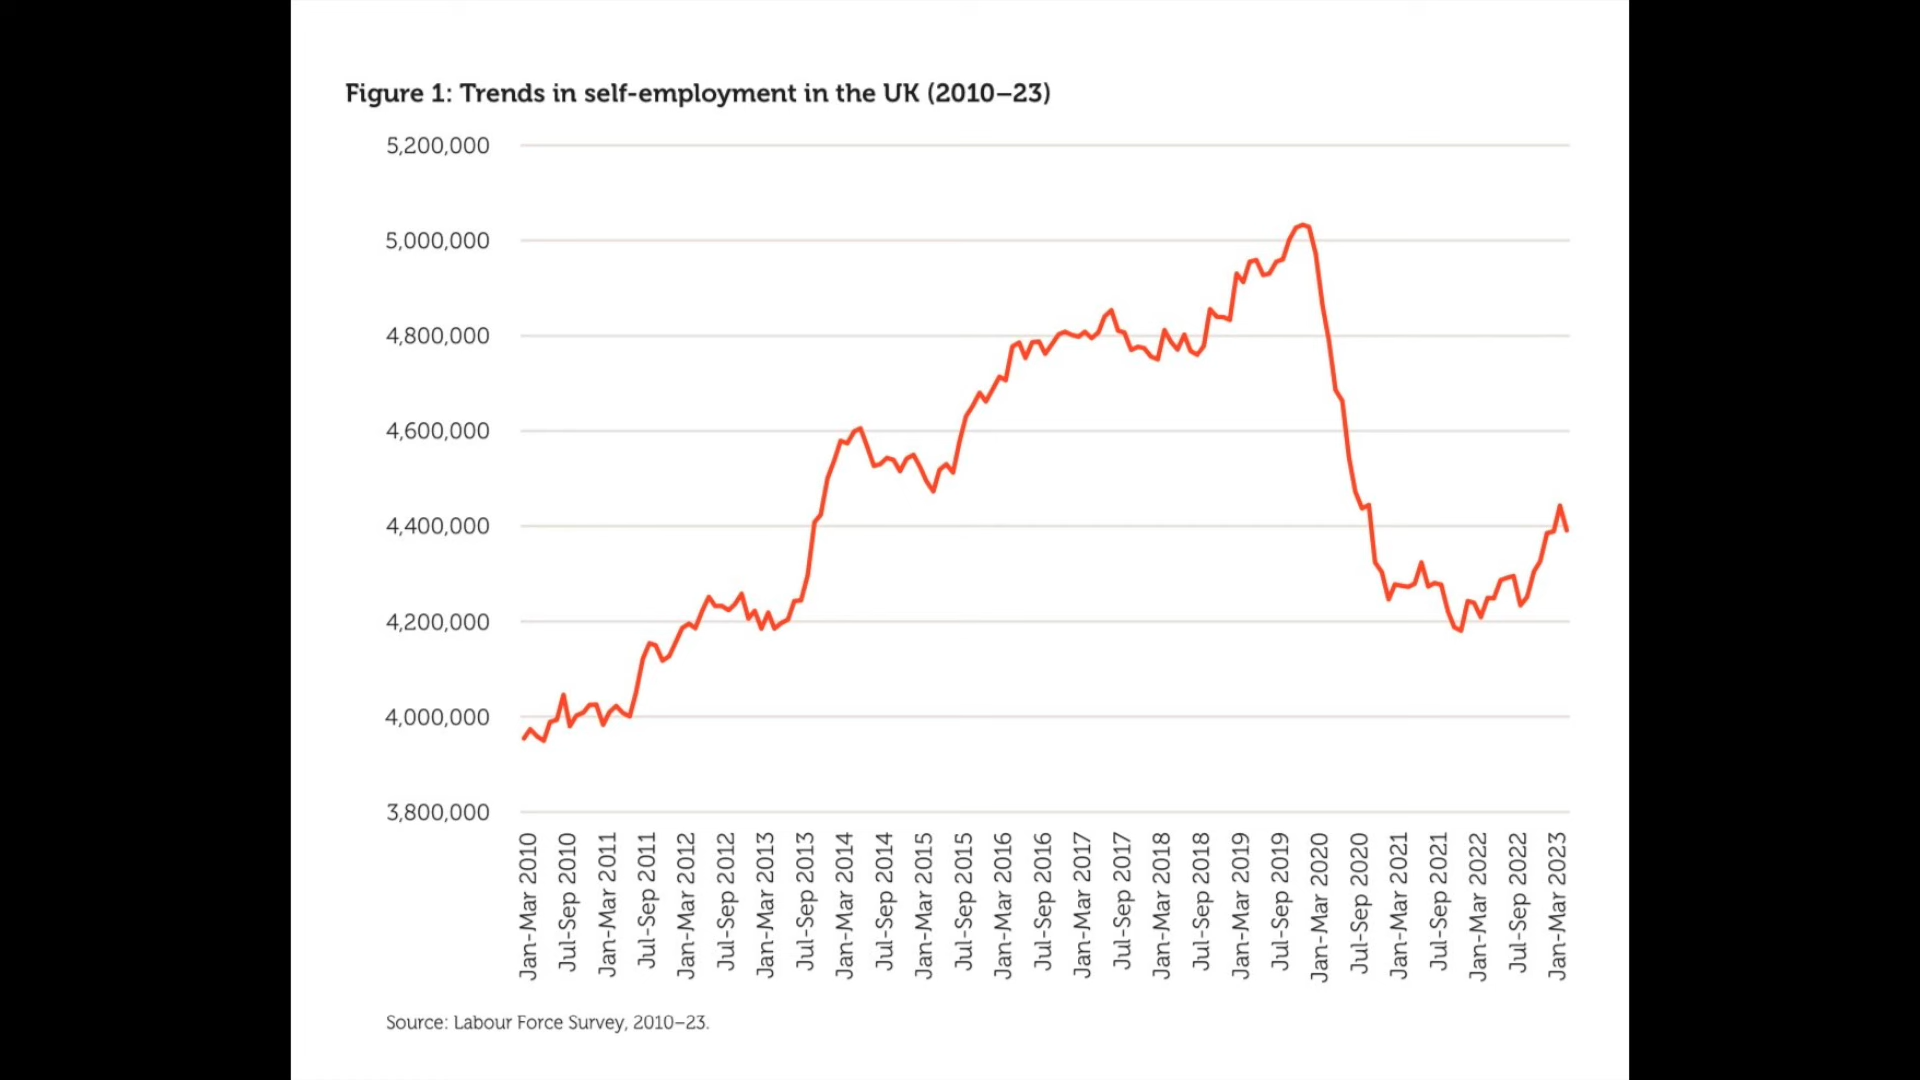 Figure 1: Trends in self-employment in the UK (2010–23)
5,200,000
5,000,000
4,800,000
4,600,000
4,400,000
4,200,000
4,000,000
3,800,000
Jan-Mar 2010
Jul-Sep 2010
Jan-Mar 2011
Jul-Sep 2011
Jan-Mar 2012
Jul-Sep 2012
Jan-Mar 2013
Jul-Sep 2013
Jan-Mar 2014
Jul-Sep 2014
Jan-Mar 2015
Jul-Sep 2015
Jan-Mar 2016
Jul-Sep 2016
Jan-Mar 2017
Jul-Sep 2017
Jan-Mar 2018
Jul-Sep 2018
Jan-Mar 2019
Jul-Sep 2019
Jan-Mar 2020
Jul-Sep 2020
Jan-Mar 2021
Jul-Sep 2021
Jan-Mar 2022
Jul-Sep 2022
Jan-Mar 2023
Source: Labour Force Survey, 2010–23.